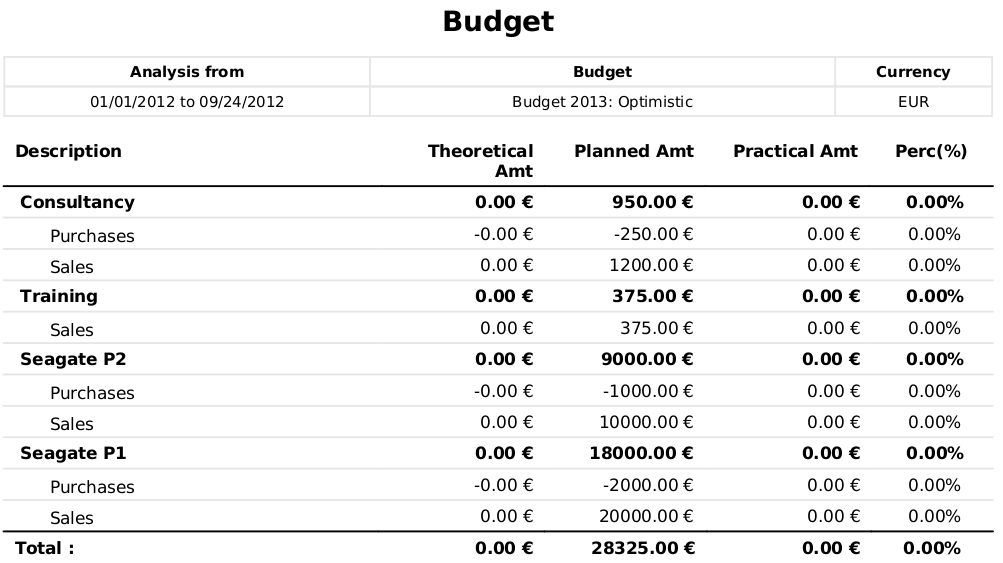 Budget
Analysis from Budget Currency
01/01/2012 to 09/24/2012 Budget 2013: Optimistic EUR
Description Theoretical Planned Amt Practical Amt Perc(%)
Amt
Consultancy 0.00 € 950.00 € 0.00 € 0.00%
Purchases -0.00 € -250.00 € 0.00 € 0.00%
Sales 0.00 € 1200.00 € 0.00 € 0.00%
Training 0.00 € 375.00 € 0.00 € 0.00%
Sales 0.00 € 375.00 € 0.00 € 0.00%
Seagate P2 0.00 € 9000.00 € 0.00 € 0.00%
Purchases -0.00 € -1000.00 € 0.00 € 0.00%
Sales 0.00 € 10000.00 € 0.00 € 0.00%
Seagate P1 0.00 € 18000.00 € 0.00 € 0.00%
Purchases -0.00 € -2000.00 € 0.00 € 0.00%
Sales 0.00 € 20000.00 € 0.00 € 0.00%
Total : 0.00 € 28325.00 € 0.00 € 0.00%